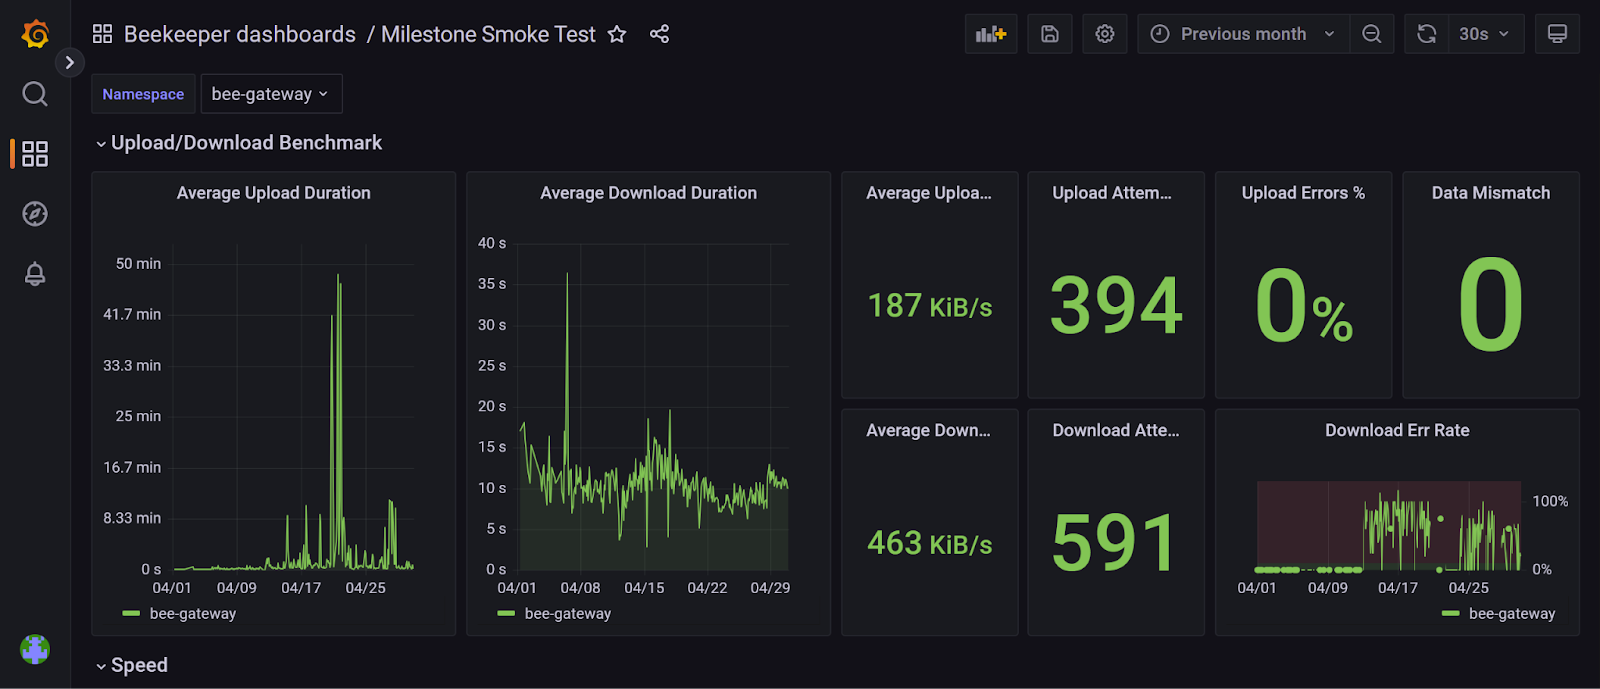 Beekeeper dashboards / Milestone Smoke Test
Previous month
30s
Namespace
bee-gateway
Upload/Download Benchmark
Average Upload Duration
50 min
41.7 min
33.3 min
25 min
16.7 min
8.33 min
0 s
04/01 04/09 04/17 04/25
bee-gateway
Average Download Duration
40 s
35 s
30 s
25 s
20 s
15 s
10 s
5 s
0 s
04/01 04/08 04/15 04/22 04/29
bee-gateway
Average Uploa...
187 KiB/s
Upload Attem...
394
Upload Errors %
0%
Data Mismatch
0
Average Down...
463 KiB/s
Download Atte...
591
Download Err Rate
100%
0%
04/01 04/09 04/17 04/25
bee-gateway
Speed